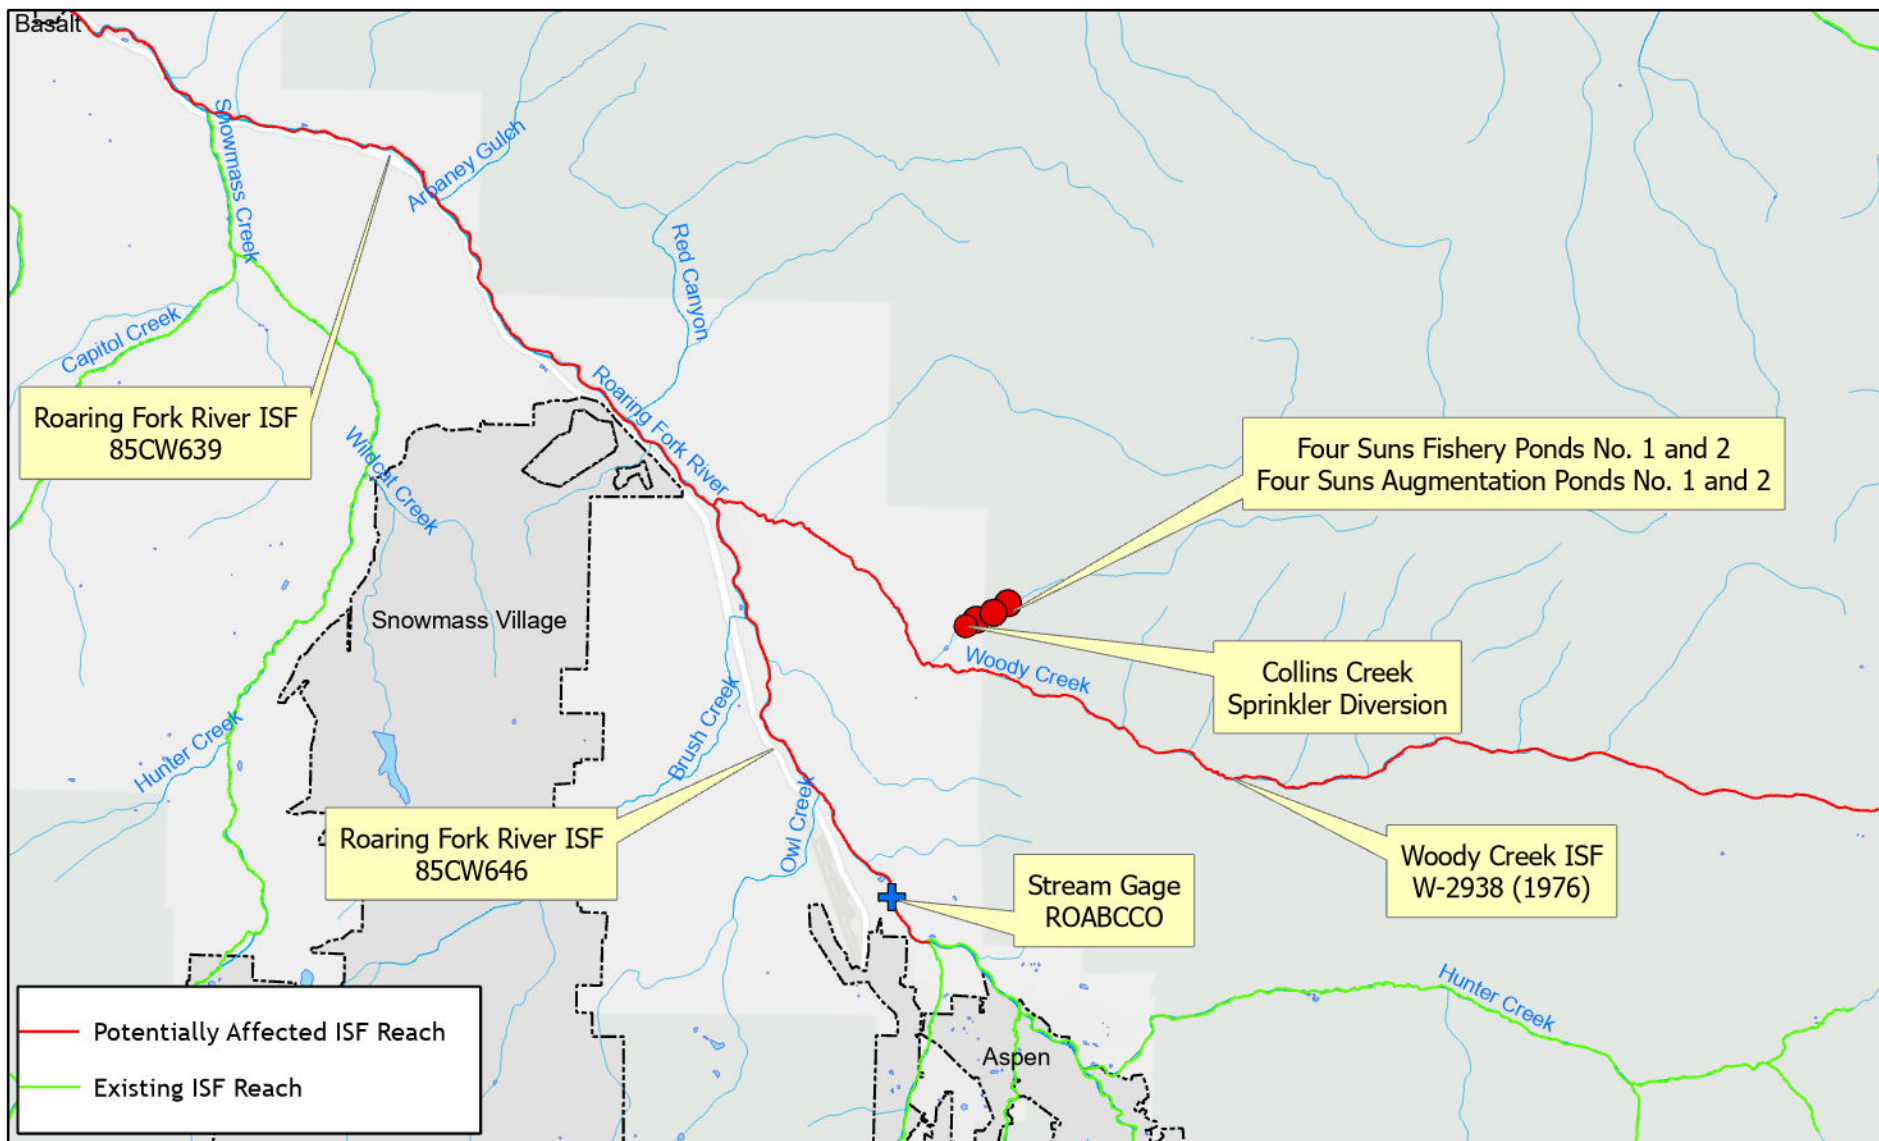 Basalt
Snowmass Creek
Arbaney Gulch
Red Canyon
Capitol Creek
Roaring Fork River ISF
85CW639
Roaring Fork River
Wildcat Creek
Four Suns Fishery Ponds No. 1 and 2
Four Suns Augmentation Ponds No. 1 and 2
Snowmass Village
Woody Creek
Collins Creek
Sprinkler Diversion
Brush Creek
Hunter Creek
Owl Creek
Roaring Fork River ISF
85CW646
Woody Creek ISF
W-2938 (1976)
Stream Gage
ROABCCO
Hunter Creek
Aspen
Potentially Affected ISF Reach
Existing ISF Reach